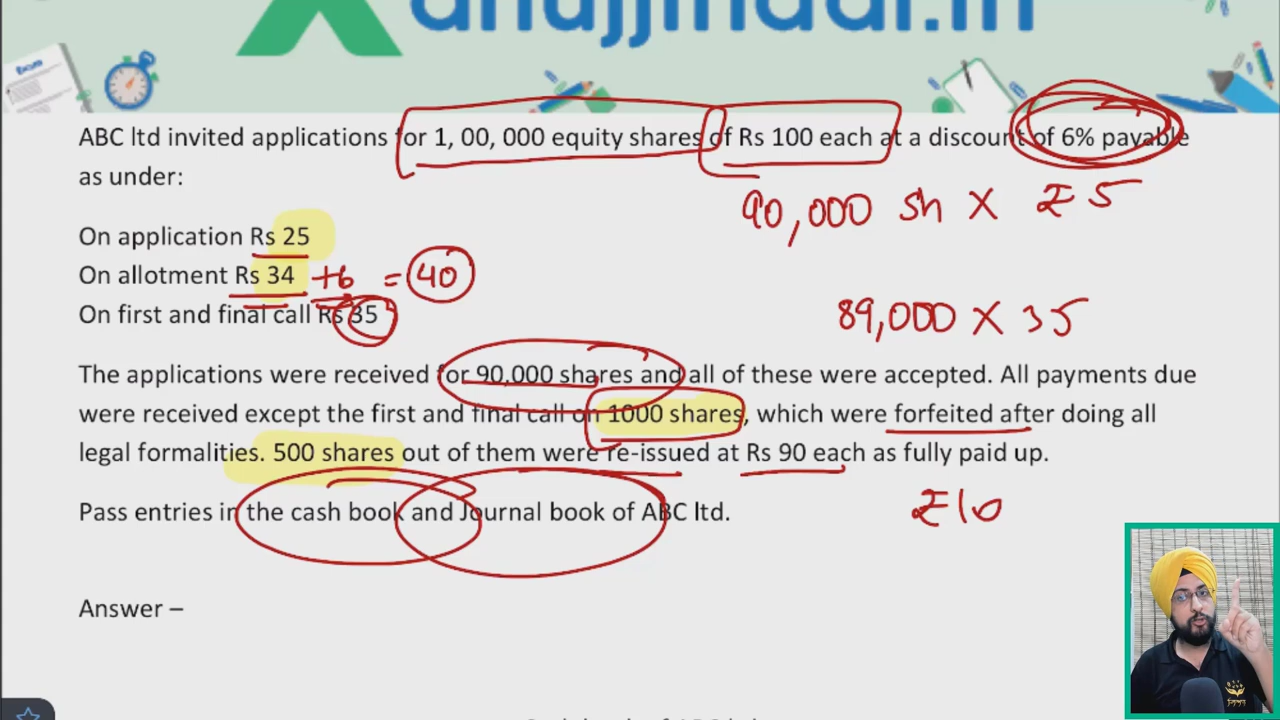 anujjindal.in
ABC ltd invited applications for 1, 00, 000 equity shares of Rs 100 each at a discount of 6% payable
as under:
90,000 sh X ₹5
On application Rs 25
On allotment Rs 34 +6 = 40
On first and final call Rs 35
89,000 X 35
The applications were received for 90,000 shares and all of these were accepted. All payments due
were received except the first and final call on 1000 shares, which were forfeited after doing all
legal formalities. 500 shares out of them were re-issued at Rs 90 each as fully paid up.
Pass entries in the cash book and Journal book of ABC ltd.
₹10
Answer –